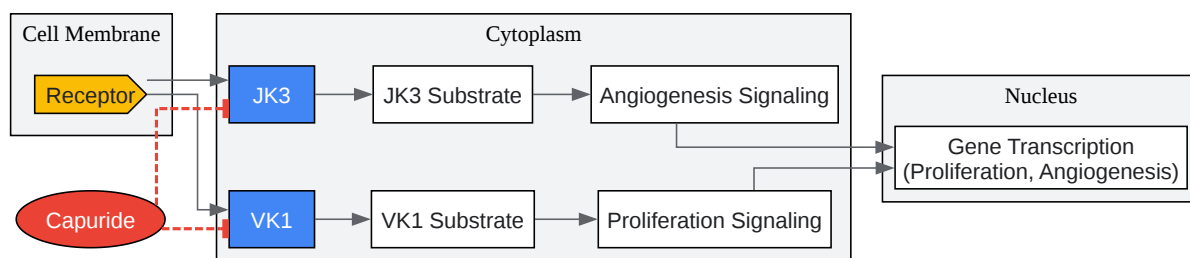 Cell Membrane
Receptor
Capuride
Cytoplasm
JK3
JK3 Substrate
Angiogenesis Signaling
VK1
VK1 Substrate
Proliferation Signaling
Nucleus
Gene Transcription
(Proliferation, Angiogenesis)